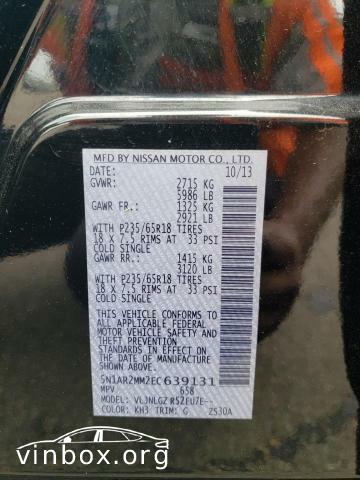 MFD BY NISSAN MOTOR CO., LTD.
DATE: 10/13
GVWR: 2715 KG
5986 LB
GAWR FR.: 1325 KG
2921 LB
WITH P235/65R18 TIRES
18 X 7.5 RIMS AT 33 PSI
COLD SINGLE
GAWR RR.: 1415 KG
3120 LB
WITH P235/65R18 TIRES
18 X 7.5 RIMS AT 33 PSI
COLD SINGLE
THIS VEHICLE CONFORMS TO
ALL APPLICABLE FEDERAL
MOTOR VEHICLE SAFETY
AND THEFT PREVENTION
STANDARDS IN EFFECT ON
THE DATE OF MANUFACTURE
SHOWN ABOVE.
5N1AR2MM2EC639131
MPV 658
MODEL:
COLOR: KH3 TRIM: G ZS30A
vinbox.org